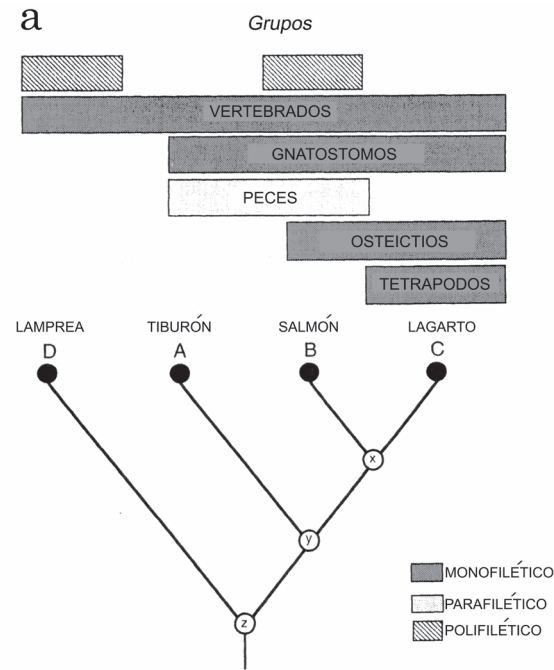 a
Grupos
VERTEBRADOS
GNATOSTOMOS
PECES
OSTEICTIOS
TETRAPODOS
LAMPREA TIBURÓN SALMÓN LAGARTO
D A B C
x
y
z
MONOFILÉTICO
PARAFILÉTICO
POLIFILÉTICO